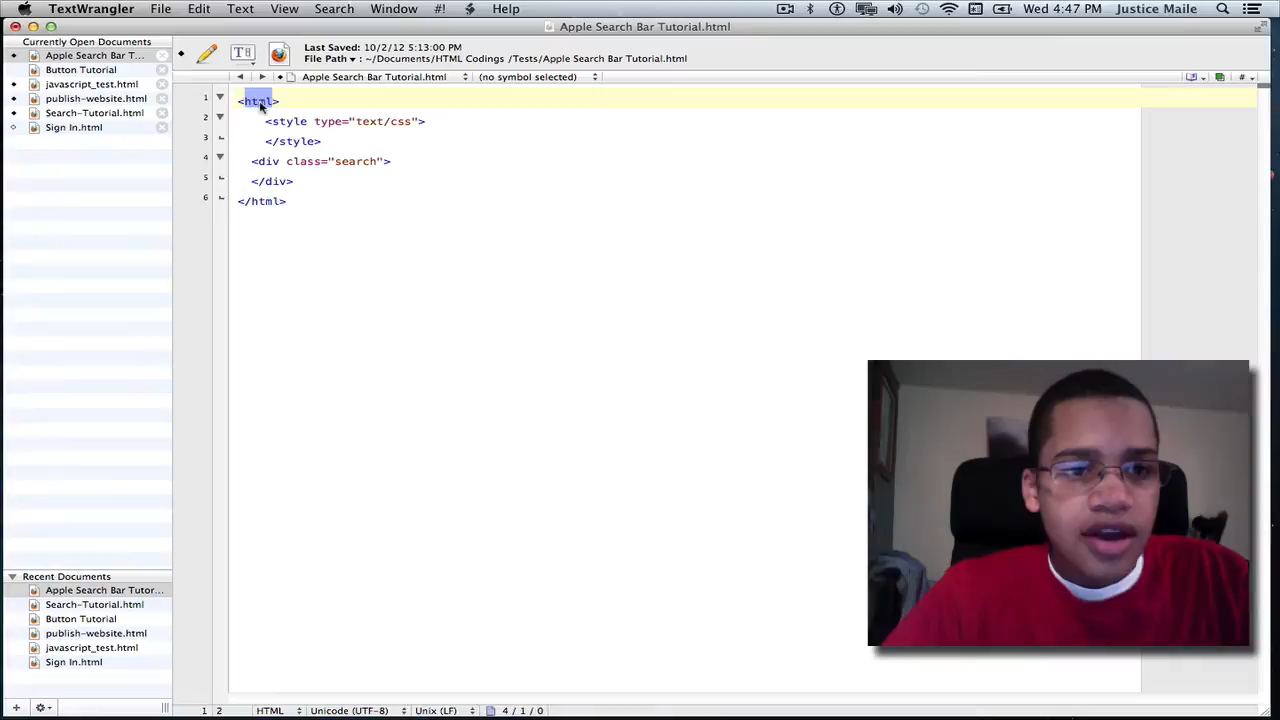 TextWrangler File Edit Text View Search Window #! Help Wed 4:47 PM Justice Maile
Apple Search Bar Tutorial.html
Currently Open Documents
Apple Search Bar T...
Button Tutorial
javascript_test.html
publish-website.html
Search-Tutorial.html
Sign In.html
Last Saved: 10/2/12 5:13:00 PM
File Path ▾ : ~/Documents/HTML Codings /Tests/Apple Search Bar Tutorial.html
Apple Search Bar Tutorial.html (no symbol selected)
1 <html>
2 <style type="text/css">
3 </style>
4 <div class="search">
5 </div>
6 </html>
Recent Documents
Apple Search Bar Tutor...
Search-Tutorial.html
Button Tutorial
publish-website.html
javascript_test.html
Sign In.html
1 2 HTML Unicode (UTF-8) Unix (LF) 4 / 1 / 0